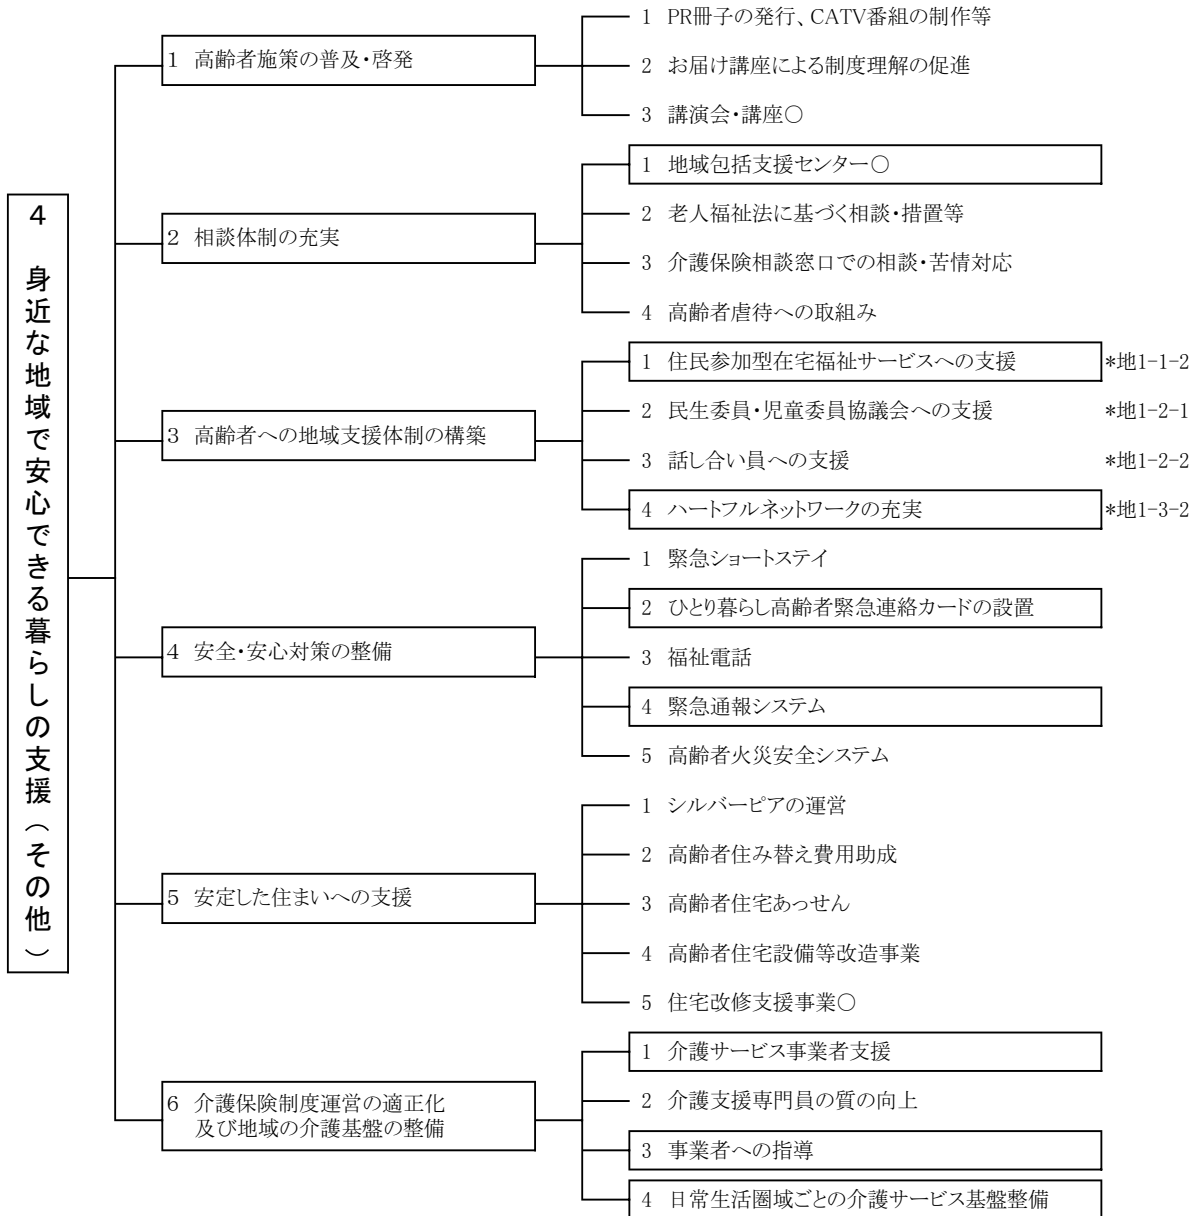 4 身近な地域で安心できる暮らしの支援（その他）
1 高齢者施策の普及・啓発
1 PR冊子の発行、CATV番組の制作等
2 お届け講座による制度理解の促進
3 講演会・講座○
2 相談体制の充実
1 地域包括支援センター○
2 老人福祉法に基づく相談・措置等
3 介護保険相談窓口での相談・苦情対応
4 高齢者虐待への取組み
3 高齢者への地域支援体制の構築
1 住民参加型在宅福祉サービスへの支援 *地1-1-2
2 民生委員・児童委員協議会への支援 *地1-2-1
3 話し合い員への支援 *地1-2-2
4 ハートフルネットワークの充実 *地1-3-2
4 安全・安心対策の整備
1 緊急ショートステイ
2 ひとり暮らし高齢者緊急連絡カードの設置
3 福祉電話
4 緊急通報システム
5 高齢者火災安全システム
5 安定した住まいへの支援
1 シルバーピアの運営
2 高齢者住み替え費用助成
3 高齢者住宅あっせん
4 高齢者住宅設備等改造事業
5 住宅改修支援事業○
6 介護保険制度運営の適正化
及び地域の介護基盤の整備
1 介護サービス事業者支援
2 介護支援専門員の質の向上
3 事業者への指導
4 日常生活圏域ごとの介護サービス基盤整備